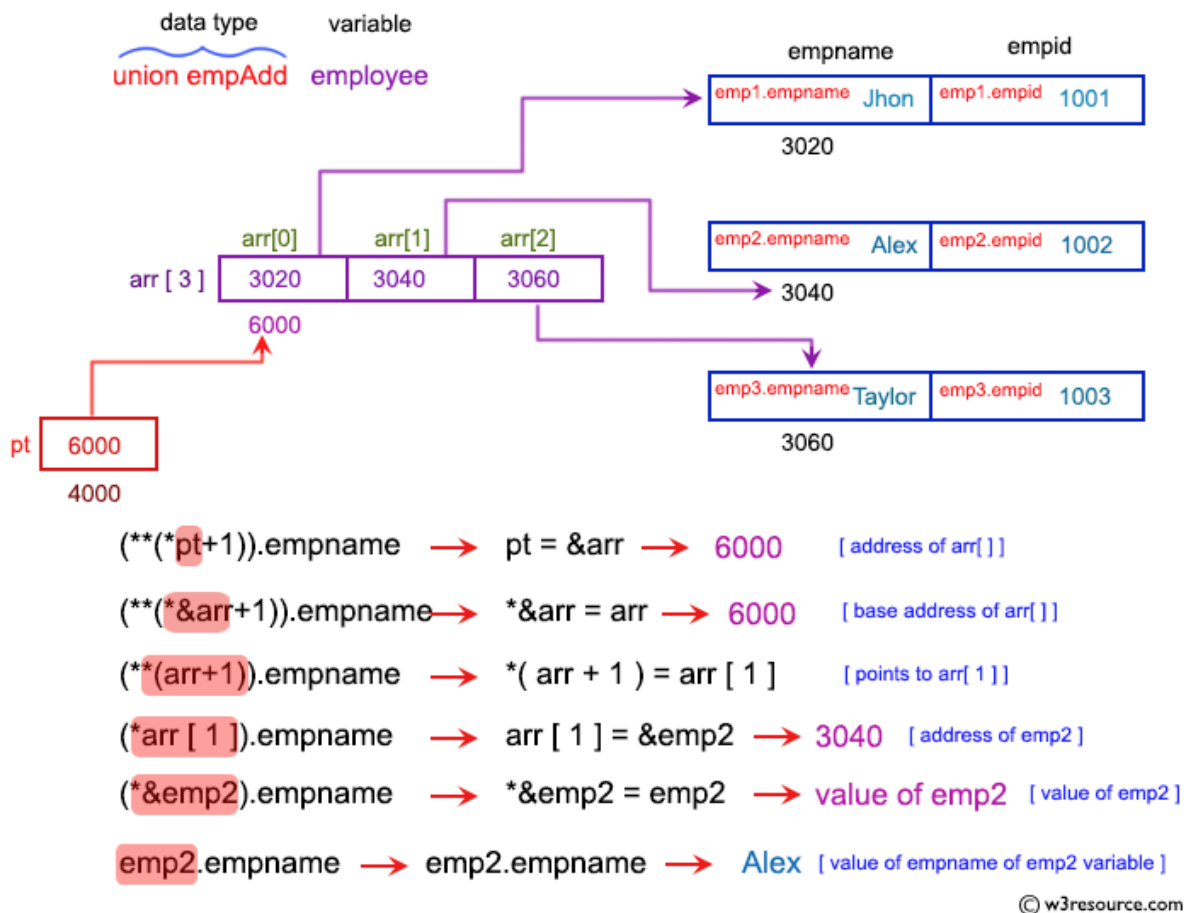 data type variable
union empAdd employee
empname empid
emp1.empname Jhon emp1.empid 1001
3020
arr[0] arr[1] arr[2]
arr [ 3 ] 3020 3040 3060
6000
emp2.empname Alex emp2.empid 1002
3040
emp3.empname Taylor emp3.empid 1003
3060
pt 6000
4000
(**(*pt+1)).empname pt = &arr 6000 [ address of arr[ ] ]
(**(*&arr+1)).empname *&arr = arr 6000 [ base address of arr[ ] ]
(**(arr+1)).empname *( arr + 1 ) = arr [ 1 ] [ points to arr[ 1 ] ]
(*arr [ 1 ]).empname arr [ 1 ] = &emp2 3040 [ address of emp2 ]
(*&emp2).empname *&emp2 = emp2 value of emp2 [ value of emp2 ]
emp2.empname emp2.empname Alex [ value of empname of emp2 variable ]
© w3resource.com